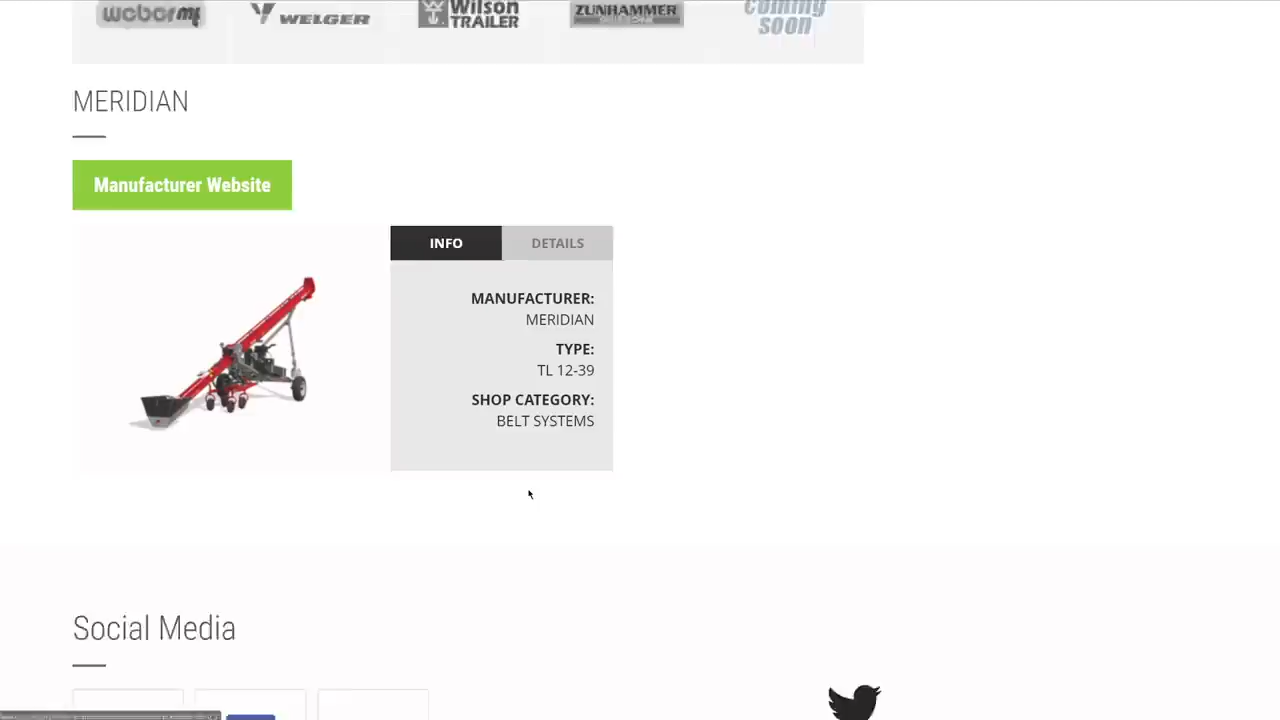 webermt
WELGER
Wilson
TRAILER
ZUNHAMMER
coming
soon
MERIDIAN
Manufacturer Website
INFO
DETAILS
MANUFACTURER:
MERIDIAN
TYPE:
TL 12-39
SHOP CATEGORY:
BELT SYSTEMS
Social Media